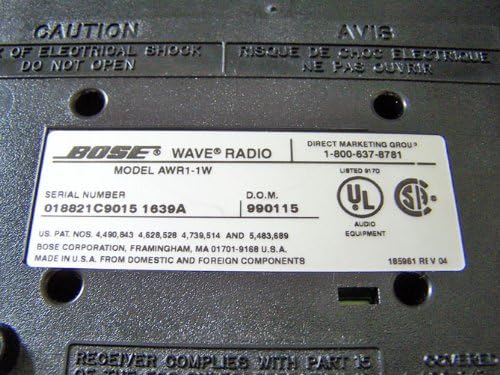 CAUTION
AVIS
K OF ELECTRICAL SHOCK
DO NOT OPEN
RISQUE DE CHOC ELECTRIQUE
NE PAS OUVRIR
BOSE® WAVE® RADIO
MODEL AWR1-1W
DIRECT MARKETING GROUP
1-800-637-8781
SERIAL NUMBER
018821C9015 1639A
D.O.M.
990115
LISTED 917D
UL
AUDIO
EQUIPMENT
US. PAT. NOS. 4,490,843 4,628,528 4,739,514 AND 5,483,689
BOSE CORPORATION, FRAMINGHAM, MA 01701-9168 U.S.A.
MADE IN U.S.A. FROM DOMESTIC AND FOREIGN COMPONENTS
185961 REV 04
RECEIVER COMPLIES WITH PART 15
COVERED